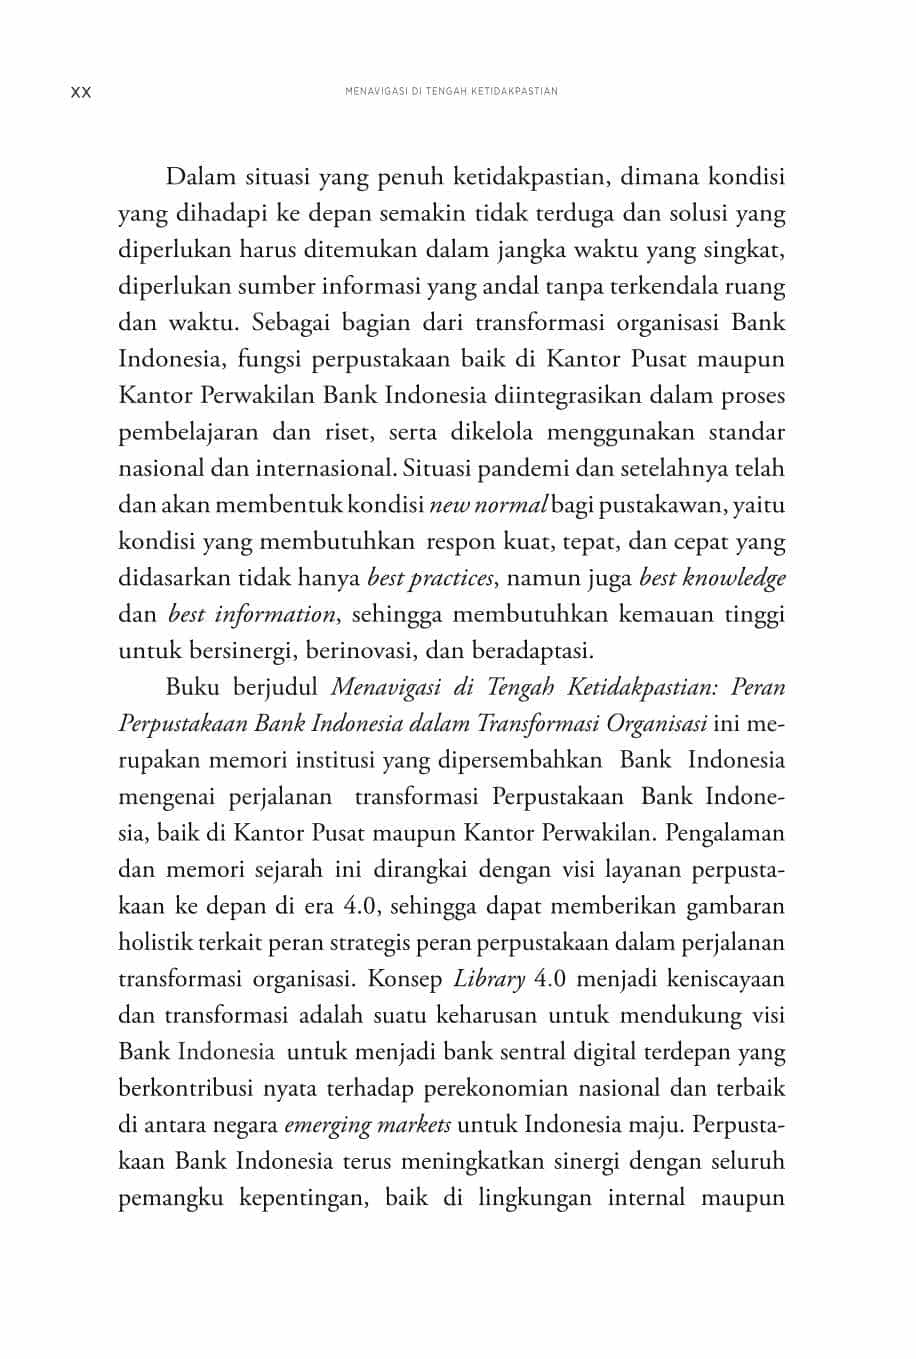 XX
MENAVIGASI DI TENGAH KETIDAKPASTIAN
Dalam situasi yang penuh ketidakpastian, dimana kondisi
yang dihadapi ke depan semakin tidak terduga dan solusi yang
diperlukan harus ditemukan dalam jangka waktu yang singkat,
diperlukan sumber informasi yang andal tanpa terkendala ruang
dan waktu. Sebagai bagian dari transformasi organisasi Bank
Indonesia, fungsi perpustakaan baik di Kantor Pusat maupun
Kantor Perwakilan Bank Indonesia diintegrasikan dalam proses
pembelajaran dan riset, serta dikelola menggunakan standar
nasional dan internasional. Situasi pandemi dan setelahnya telah
dan akan membentuk kondisi new normal bagi pustakawan, yaitu
kondisi yang membutuhkan respon kuat, tepat, dan cepat yang
didasarkan tidak hanya best practices, namun juga best knowledge
dan best information, sehingga membutuhkan kemauan tinggi
untuk bersinergi, berinovasi, dan beradaptasi.
Buku berjudul Menavigasi di Tengah Ketidakpastian: Peran
Perpustakaan Bank Indonesia dalam Transformasi Organisasi ini me-
rupakan memori institusi yang dipersembahkan Bank Indonesia
mengenai perjalanan transformasi Perpustakaan Bank Indone-
sia, baik di Kantor Pusat maupun Kantor Perwakilan. Pengalaman
dan memori sejarah ini dirangkai dengan visi layanan perpusta-
kaan ke depan di era 4.0, sehingga dapat memberikan gambaran
holistik terkait peran strategis peran perpustakaan dalam perjalanan
transformasi organisasi. Konsep Library 4.0 menjadi keniscayaan
dan transformasi adalah suatu keharusan untuk mendukung visi
Bank Indonesia untuk menjadi bank sentral digital terdepan yang
berkontribusi nyata terhadap perekonomian nasional dan terbaik
di antara negara emerging markets untuk Indonesia maju. Perpusta-
kaan Bank Indonesia terus meningkatkan sinergi dengan seluruh
pemangku kepentingan, baik di lingkungan internal maupun